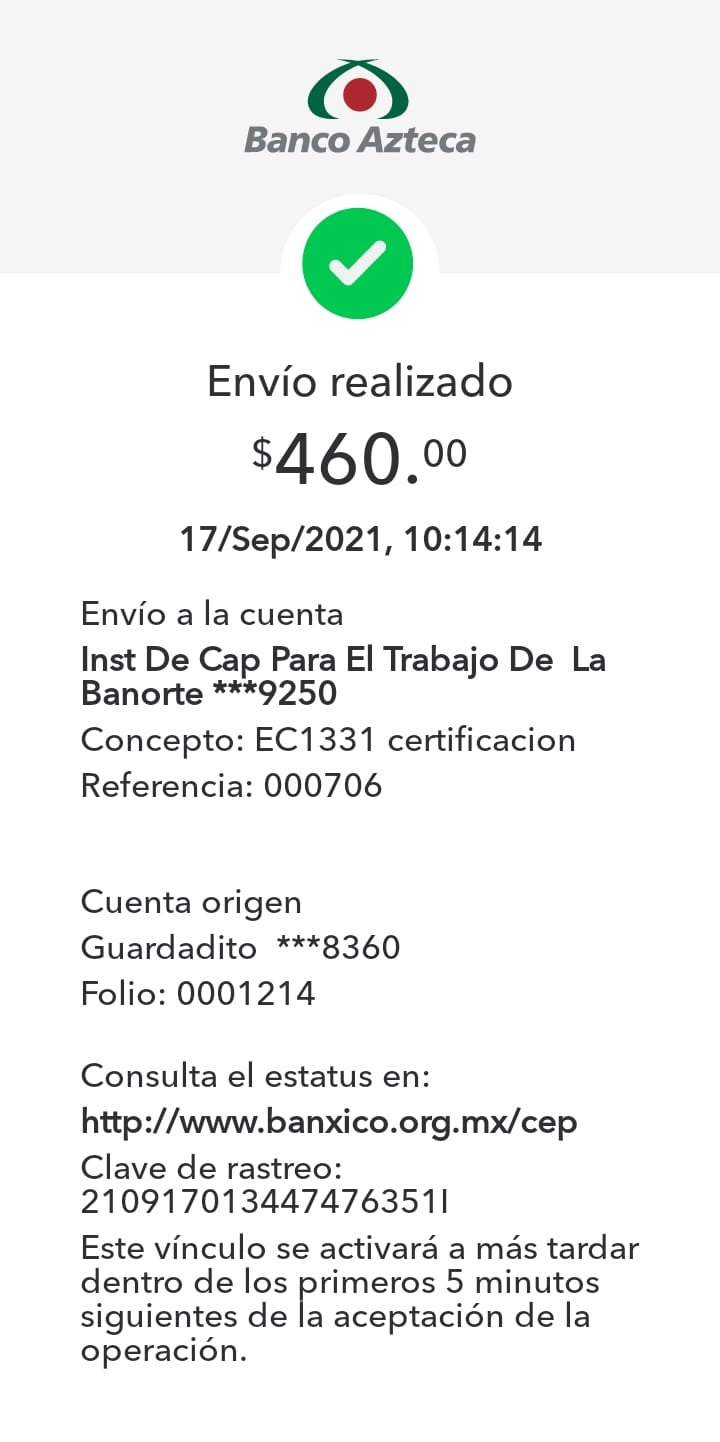 Banco Azteca
Envío realizado
$460.00
17/Sep/2021, 10:14:14
Envío a la cuenta
Inst De Cap Para El Trabajo De  La
Banorte ***9250
Concepto: EC1331 certificacion
Referencia: 000706
Cuenta origen
Guardadito  ***8360
Folio: 0001214
Consulta el estatus en:
http://www.banxico.org.mx/cep
Clave de rastreo:
210917013447476351I
Este vínculo se activará a más tardar
dentro de los primeros 5 minutos
siguientes de la aceptación de la
operación.